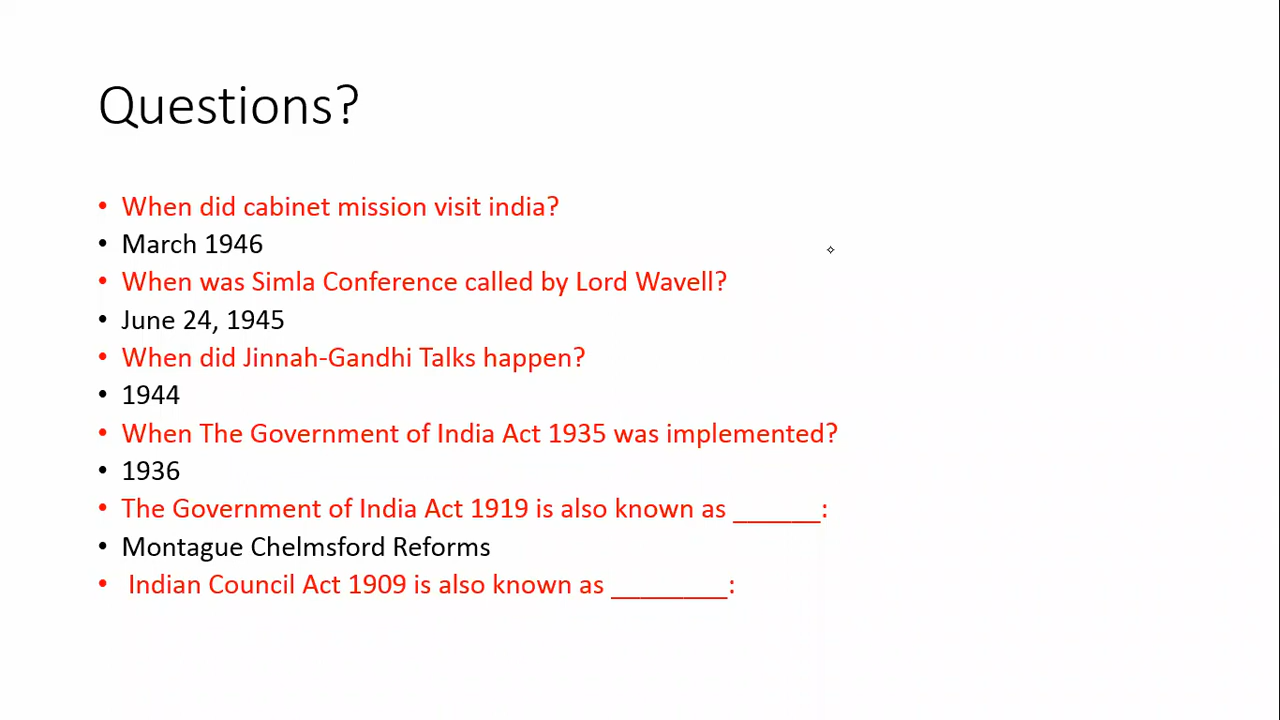 Questions?
• When did cabinet mission visit india?
• March 1946
• When was Simla Conference called by Lord Wavell?
• June 24, 1945
• When did Jinnah-Gandhi Talks happen?
• 1944
• When The Government of India Act 1935 was implemented?
• 1936
• The Government of India Act 1919 is also known as ______:
• Montague Chelmsford Reforms
• Indian Council Act 1909 is also known as ________: